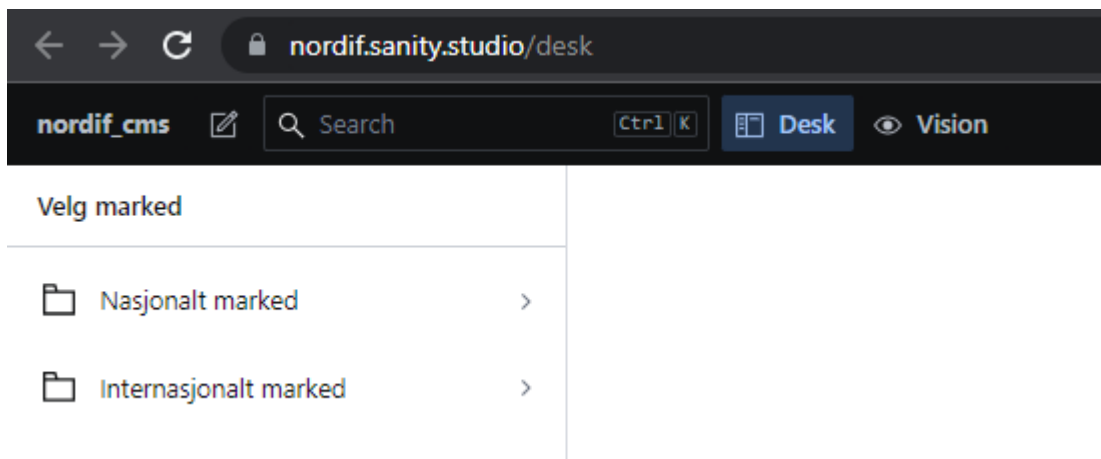 nordif.sanity.studio/desk
nordif_cms Search Ctrl K Desk Vision
Velg marked
Nasjonalt marked
Internasjonalt marked